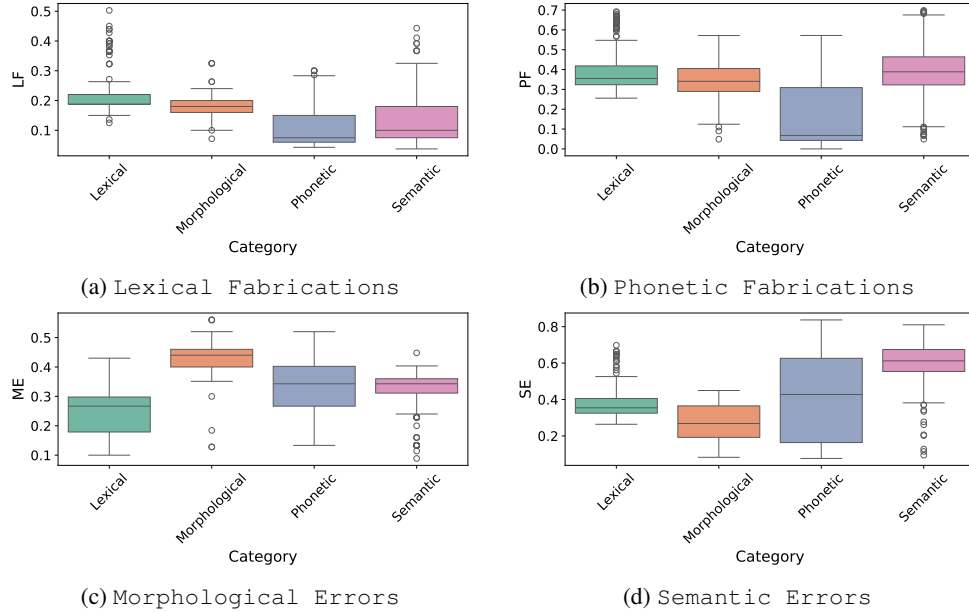 0.5
0.4
0.3
0.2
0.1
LF
Lexical
Morphological
Phonetic
Semantic
Category
(a) Lexical Fabrications
0.7
0.6
0.5
0.4
0.3
0.2
0.1
0.0
PF
Lexical
Morphological
Phonetic
Semantic
Category
(b) Phonetic Fabrications
0.5
0.4
0.3
0.2
0.1
ME
Lexical
Morphological
Phonetic
Semantic
Category
(c) Morphological Errors
0.8
0.6
0.4
0.2
SE
Lexical
Morphological
Phonetic
Semantic
Category
(d) Semantic Errors